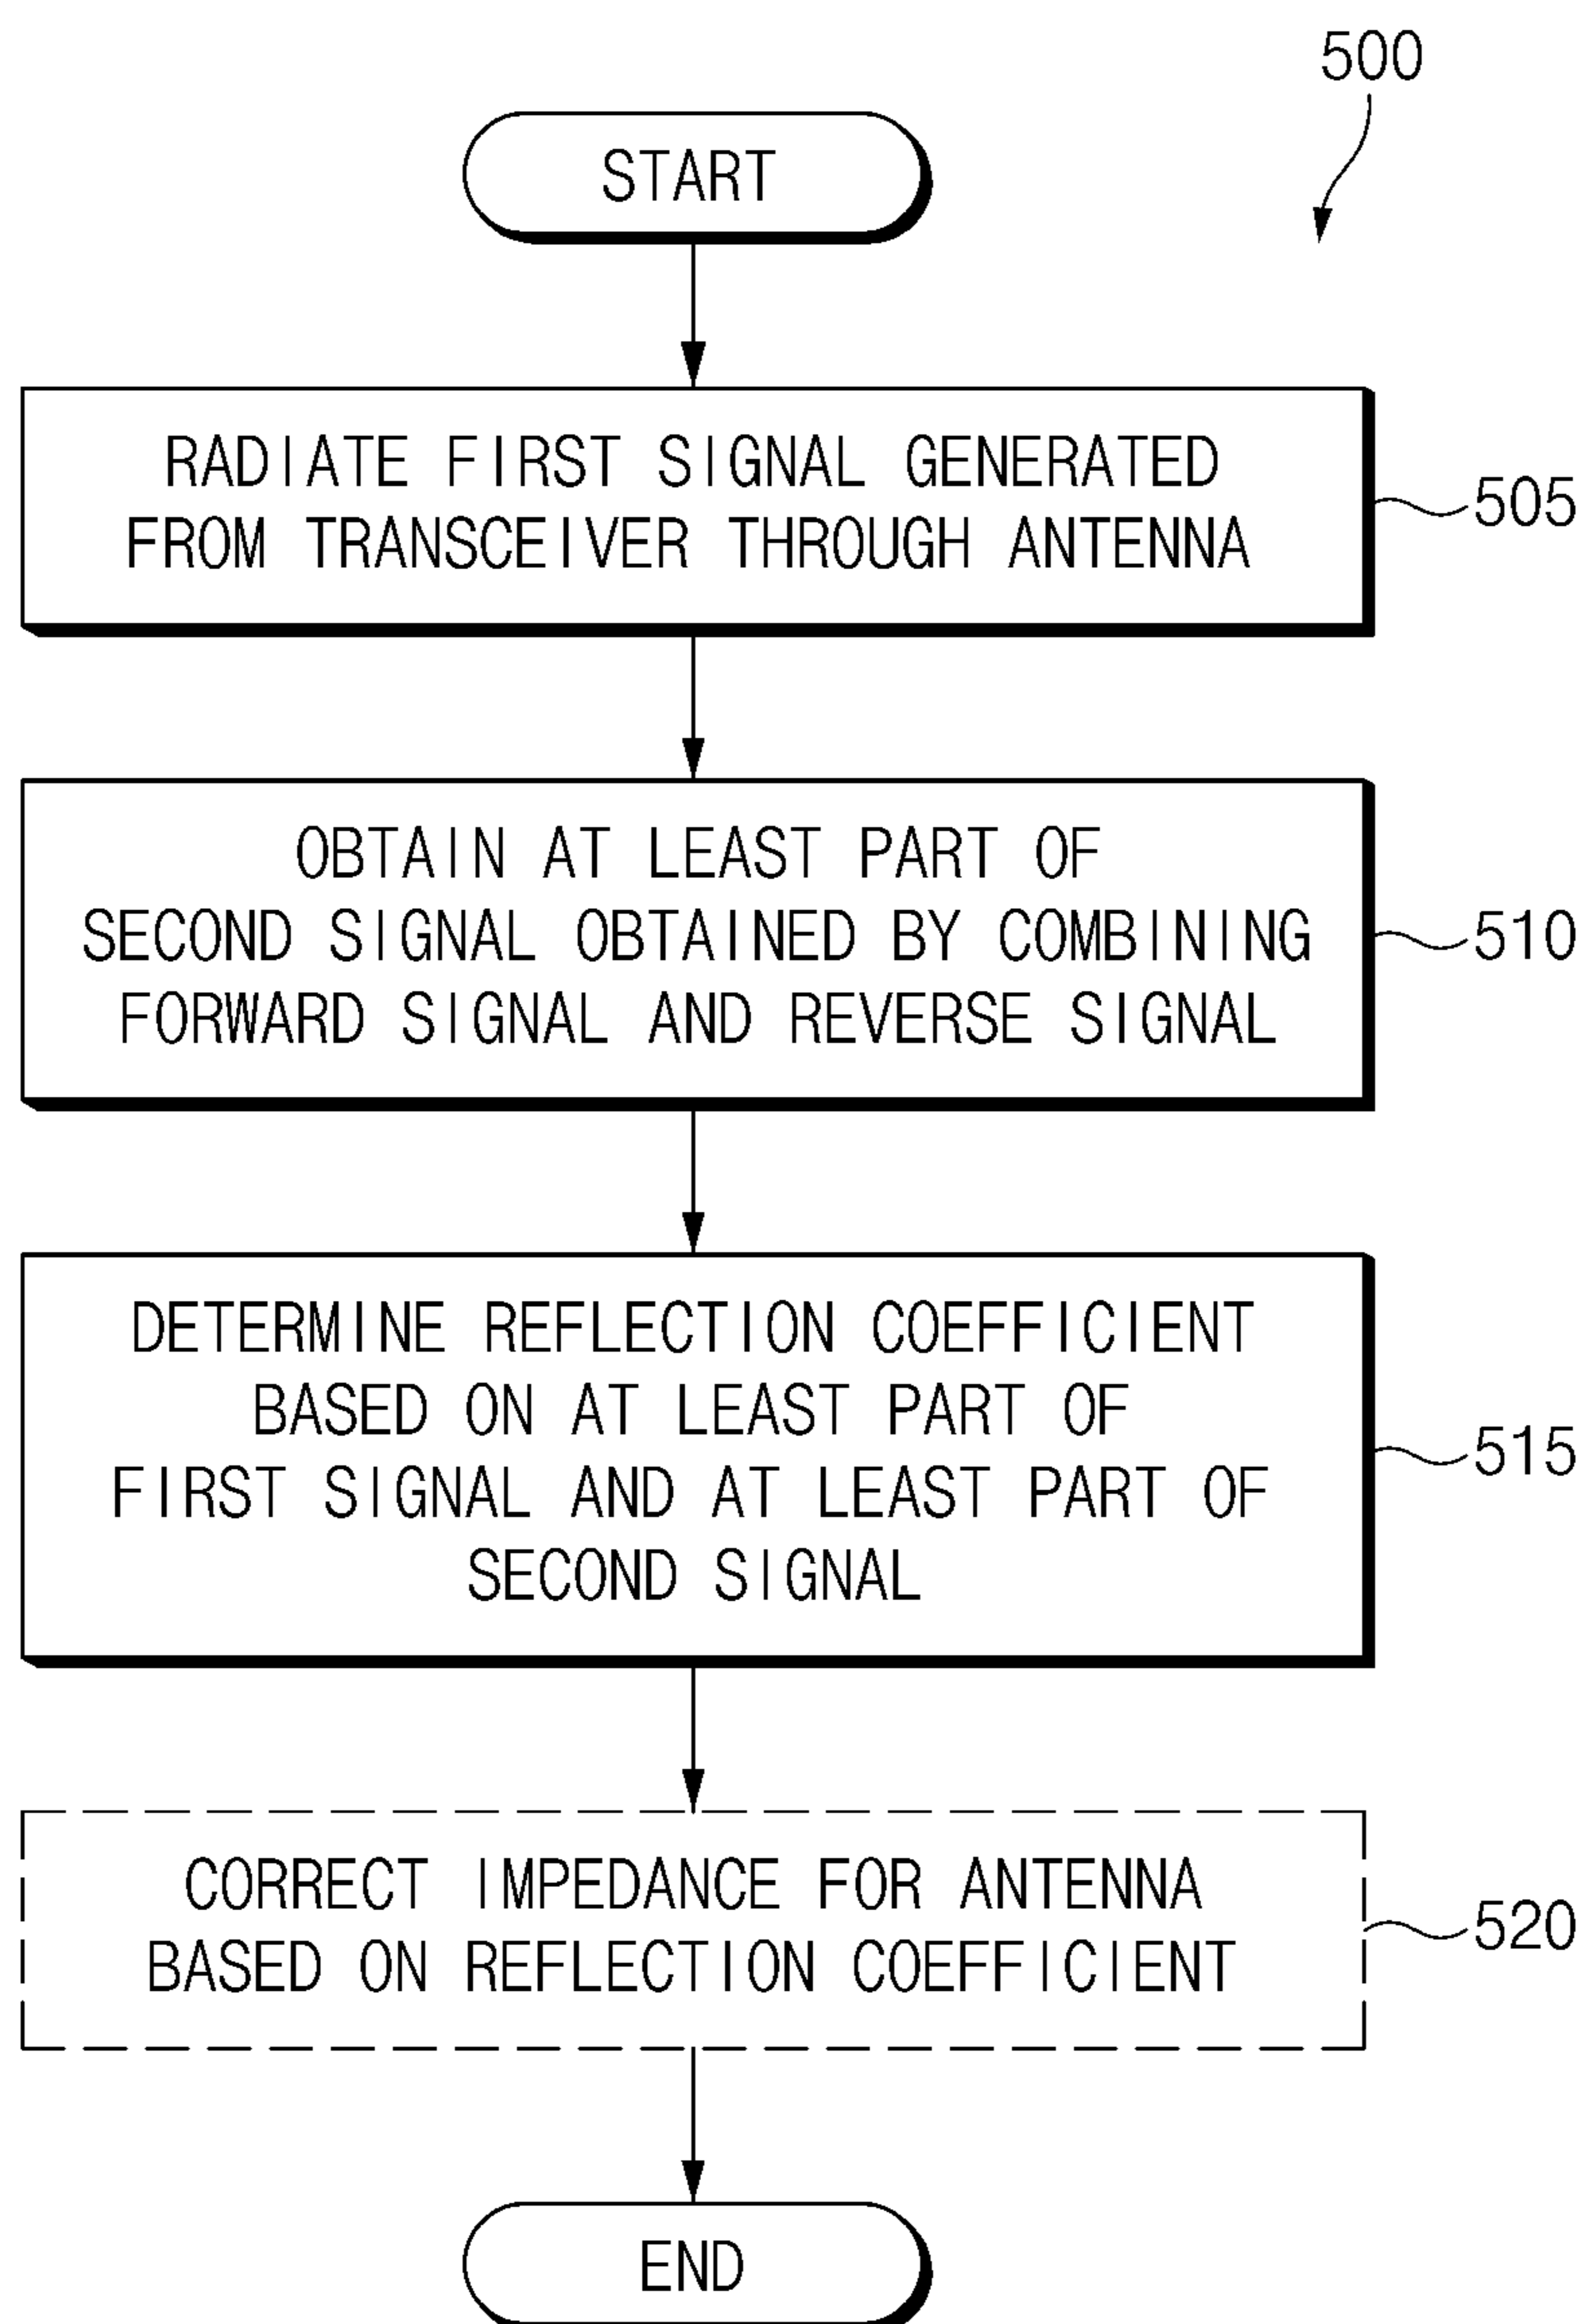 500
START
RADIATE FIRST SIGNAL GENERATED
FROM TRANSCEIVER THROUGH ANTENNA
505
OBTAIN AT LEAST PART OF
SECOND SIGNAL OBTAINED BY COMBINING
FORWARD SIGNAL AND REVERSE SIGNAL
510
DETERMINE REFLECTION COEFFICIENT
BASED ON AT LEAST PART OF
FIRST SIGNAL AND AT LEAST PART OF
SECOND SIGNAL
515
CORRECT IMPEDANCE FOR ANTENNA
BASED ON REFLECTION COEFFICIENT
520
END